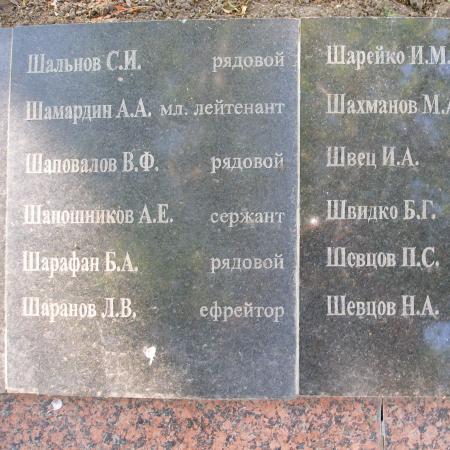 Шальнов С.И. рядовой
Шамардин А.А. мл. лейтенант
Шаповалов В.Ф. рядовой
Шапошников А.Е. сержант
Шарафан Б.А. рядовой
Шаранов Л.В. ефрейтор
Шарейко И.М.
Шахманов М.А
Швец И.А.
Швидко Б.Г.
Шевцов П.С.
Шевцов Н.А.